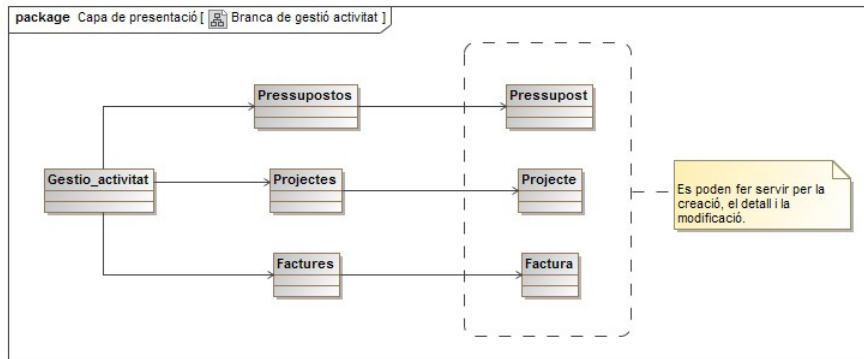 package Capa de presentació [ Branca de gestió activitat ]
Pressupostos
Pressupost
Gestio_activitat
Projectes
Projecte
Es poden fer servir per la
creació, el detall i la
modificació.
Factures
Factura